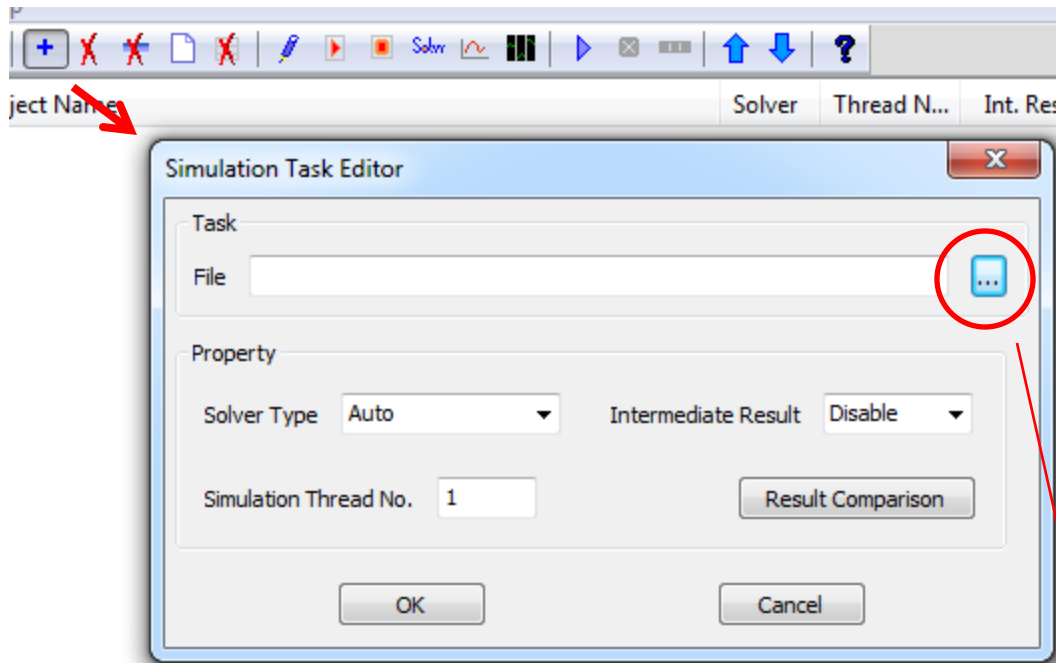 Solvr
ject Name Solver Thread N... Int. Res
Simulation Task Editor
Task
File ...
Property
Solver Type Auto Intermediate Result Disable
Simulation Thread No. 1 Result Comparison
OK Cancel